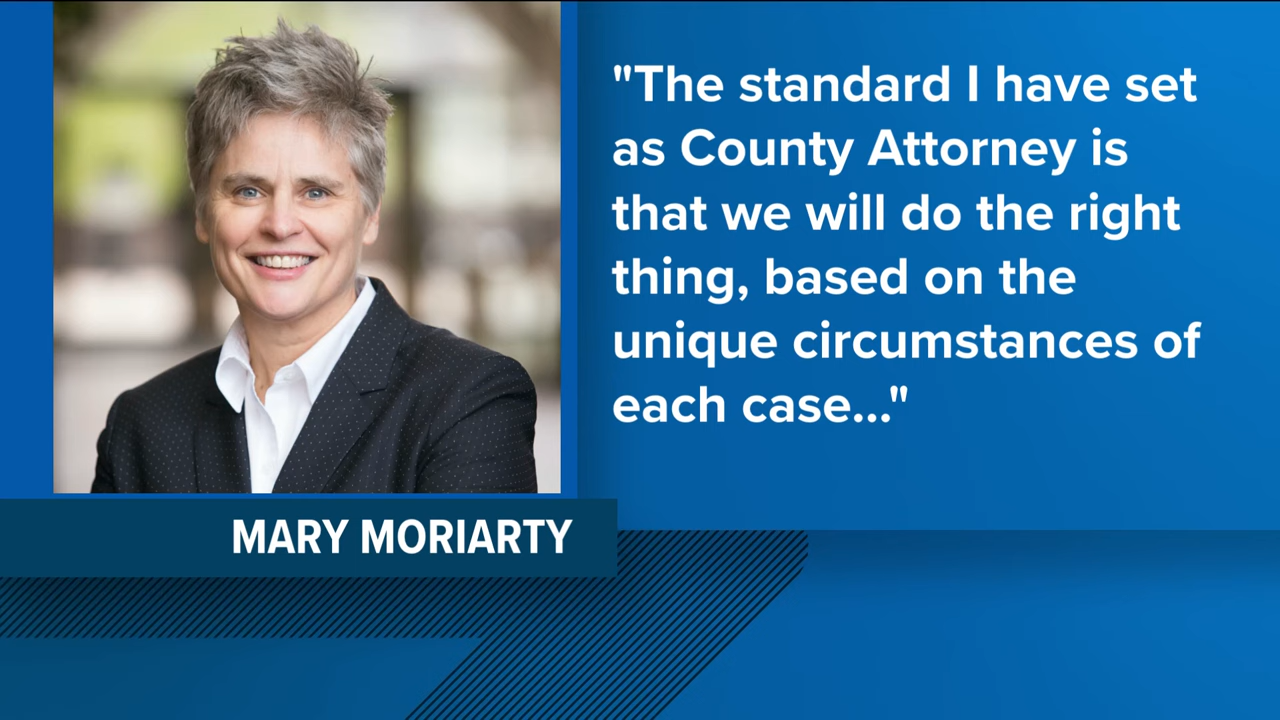 "The standard I have set
as County Attorney is
that we will do the right
thing, based on the
unique circumstances of
each case..."
MARY MORIARTY